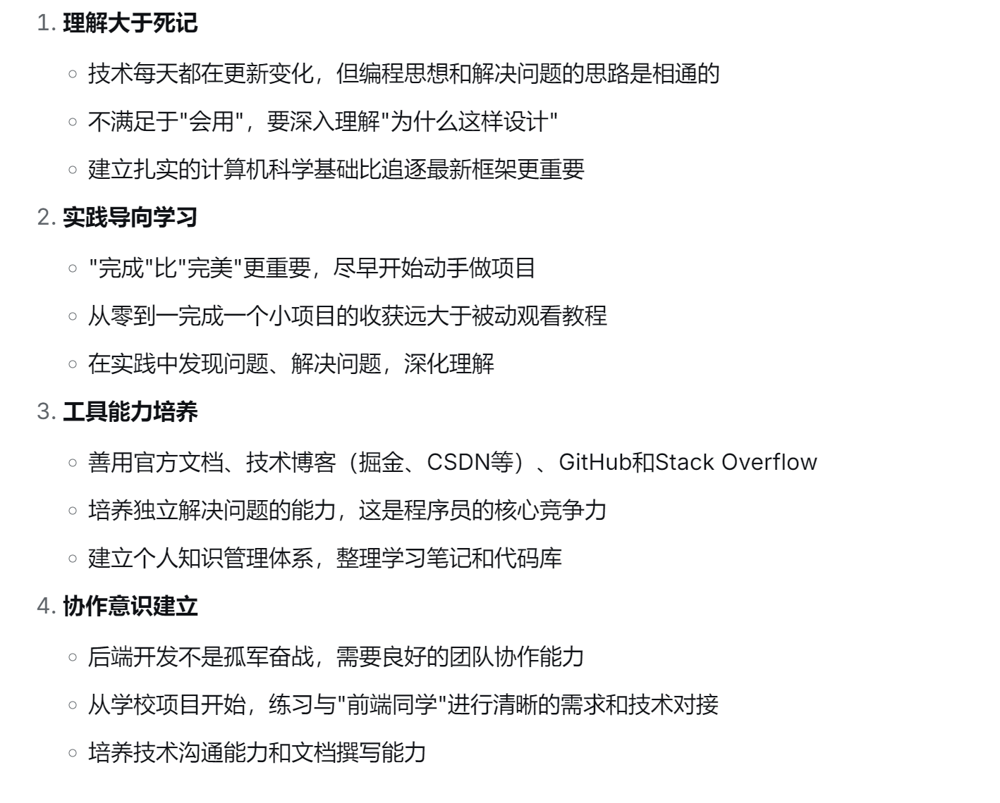 1. 理解大于死记
技术每天都在更新变化，但编程思想和解决问题的思路是相通的
不满足于"会用"，要深入理解"为什么这样设计"
建立扎实的计算机科学基础比追逐最新框架更重要
2. 实践导向学习
"完成"比"完美"更重要，尽早开始动手做项目
从零到一完成一个小项目的收获远大于被动观看教程
在实践中发现问题、解决问题，深化理解
3. 工具能力培养
善用官方文档、技术博客（掘金、CSDN等）、GitHub和Stack Overflow
培养独立解决问题的能力，这是程序员的核心竞争力
建立个人知识管理体系，整理学习笔记和代码库
4. 协作意识建立
后端开发不是孤军奋战，需要良好的团队协作能力
从学校项目开始，练习与"前端同学"进行清晰的需求和技术对接
培养技术沟通能力和文档撰写能力